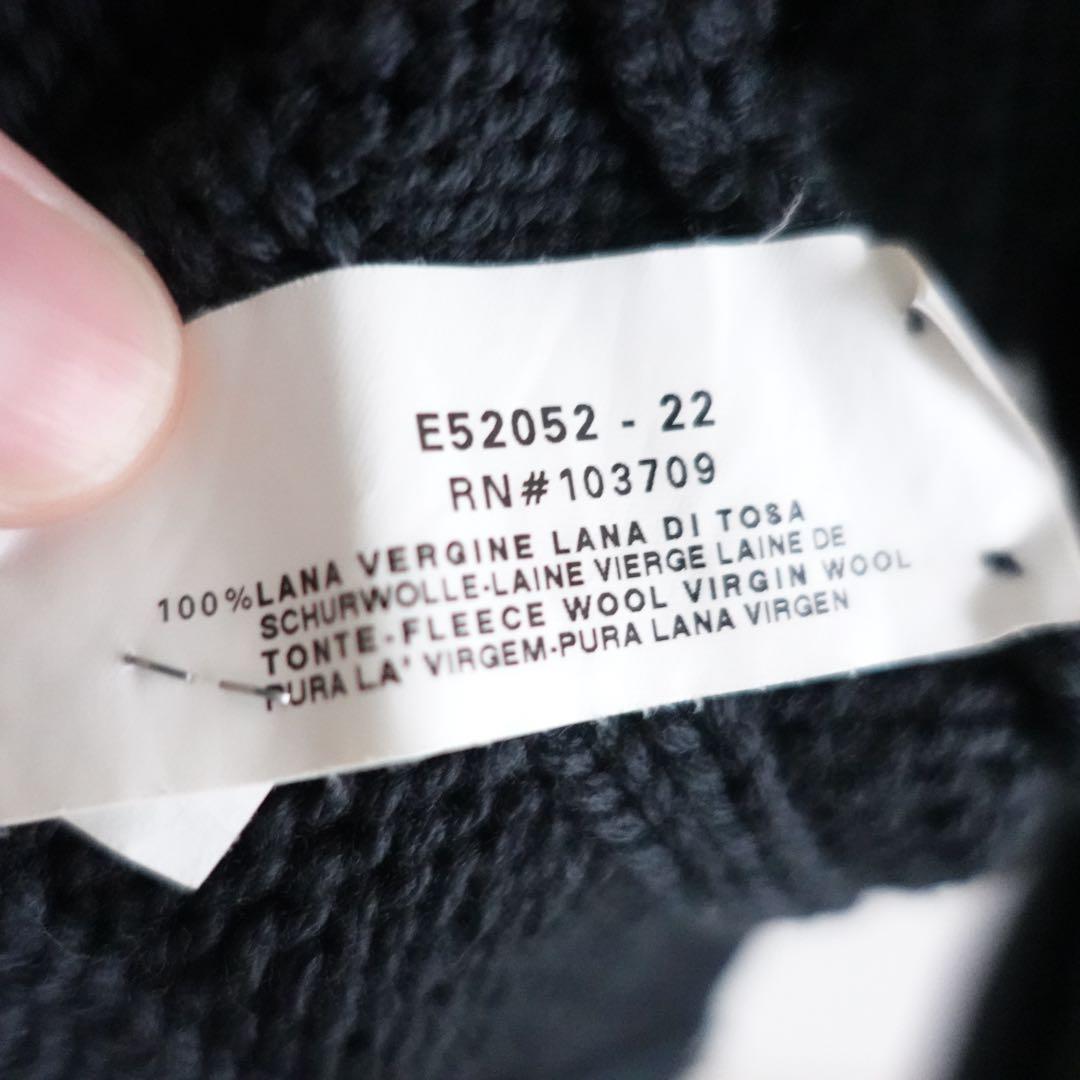 E52052 - 22
RN#103709
100%LANA VERGINE LANA DI TOSA
SCHURWOLLE-LAINE VIERGE LAINE DE
TONTE-FLEECE WOOL VIRGIN WOOL
PURA LA' VIRGEM-PURA LANA VIRGEN